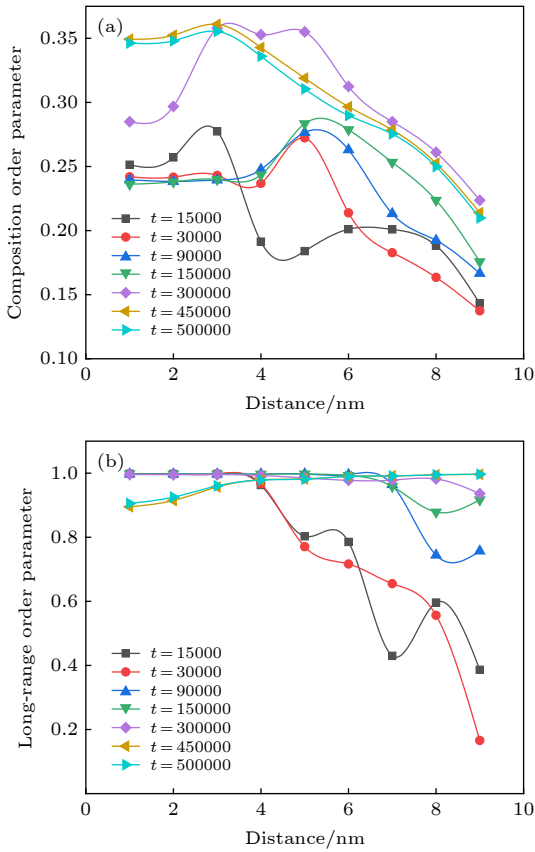 (a)
0.35
0.30
0.25
0.20
0.15
0.10
Composition order parameter
t = 15000
t = 30000
t = 90000
t = 150000
t = 300000
t = 450000
t = 500000
0 2 4 6 8 10
Distance/nm
(b)
1.0
0.8
0.6
0.4
0.2
Long-range order parameter
t = 15000
t = 30000
t = 90000
t = 150000
t = 300000
t = 450000
t = 500000
0 2 4 6 8 10
Distance/nm